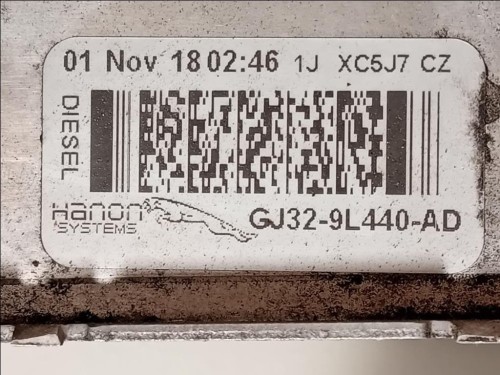 01 Nov 18 02:46 1J XC5J7 CZ
DIESEL
Hanon
SYSTEMS
GJ32-9L440-AD